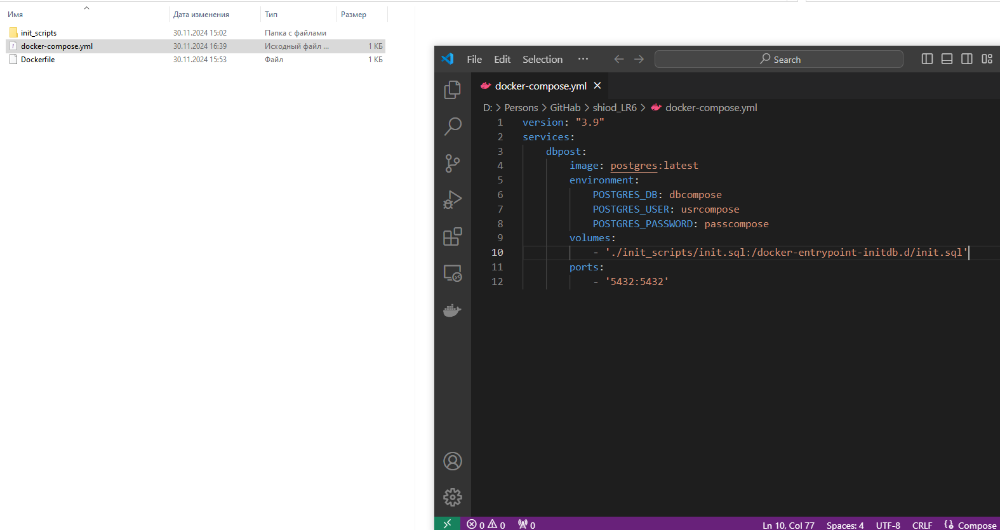 Имя Дата изменения Тип Размер
init_scripts 30.11.2024 15:02 Папка с файлами
docker-compose.yml 30.11.2024 16:39 Исходный файл ... 1 КБ
Dockerfile 30.11.2024 15:53 Файл 1 КБ
File Edit Selection ... Search
docker-compose.yml
D: > Persons > GitHab > shiod_LR6 > docker-compose.yml
1 version: "3.9"
2 services:
3 dbpost:
4 image: postgres:latest
5 environment:
6 POSTGRES_DB: dbcompose
7 POSTGRES_USER: usrcompose
8 POSTGRES_PASSWORD: passcompose
9 volumes:
10 - './init_scripts/init.sql:/docker-entrypoint-initdb.d/init.sql'
11 ports:
12 - '5432:5432'
0 0 0 Ln 10, Col 77 Spaces: 4 UTF-8 CRLF Compose